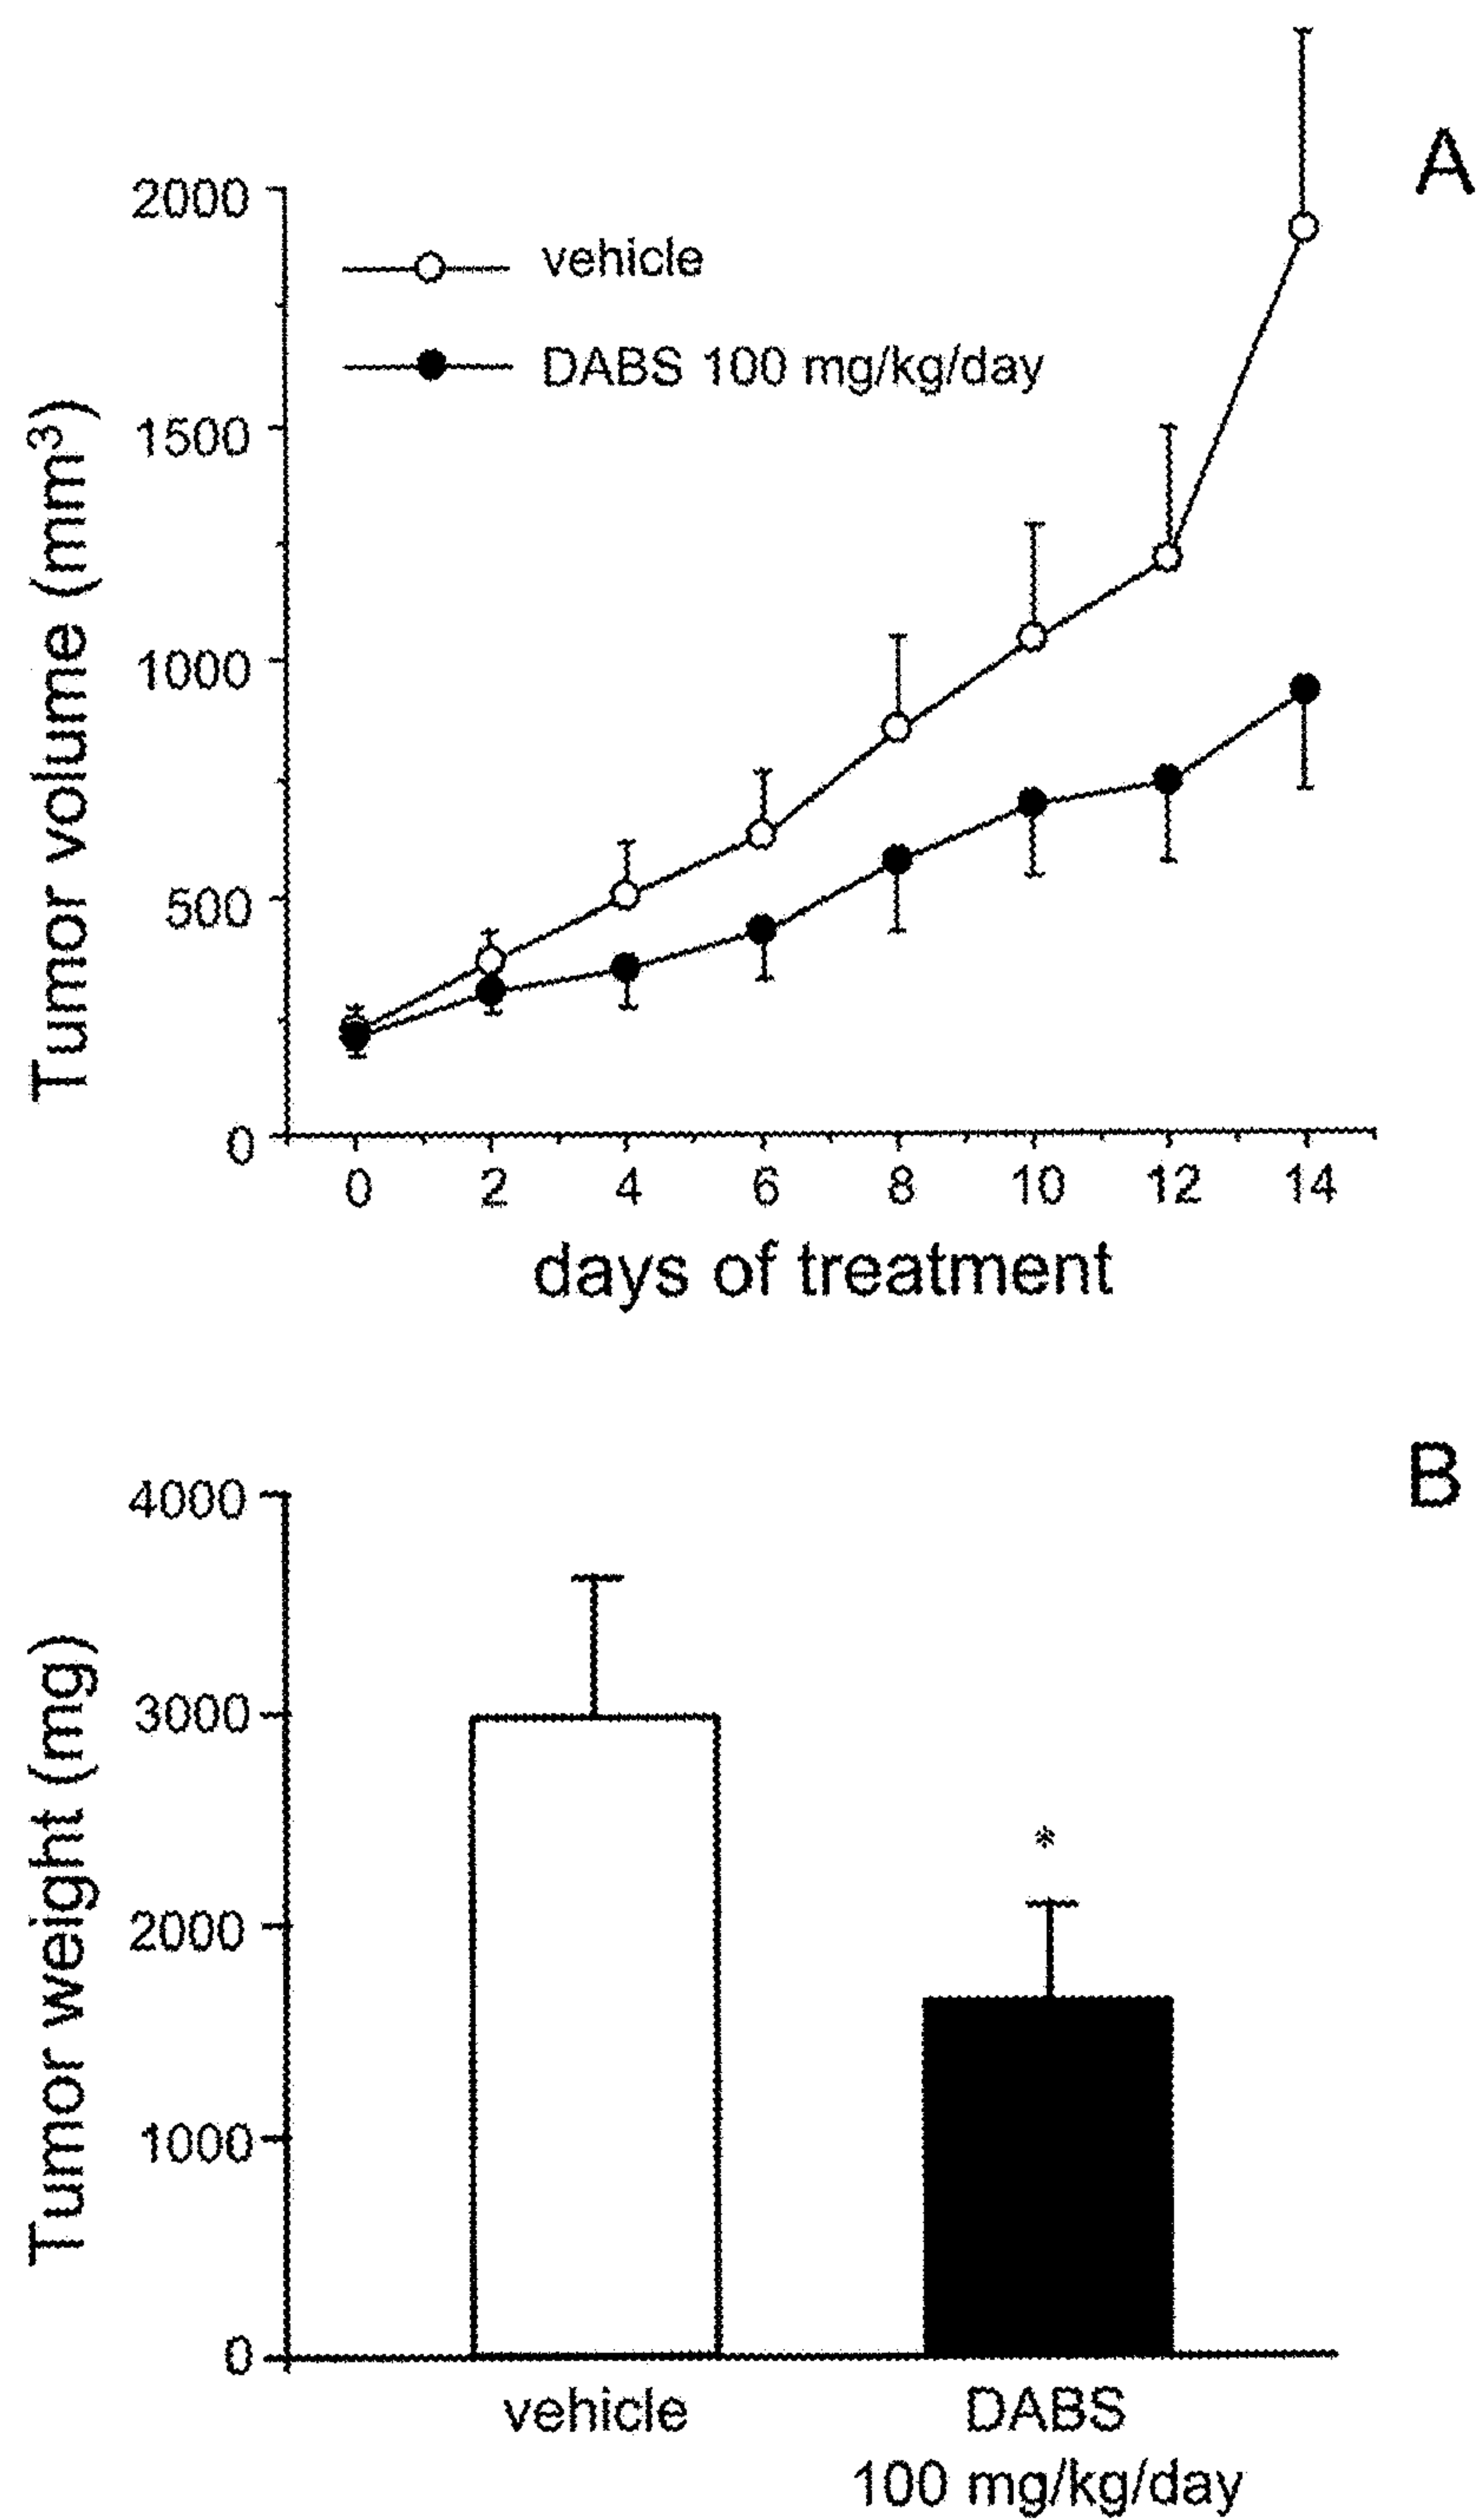 A
2000
1500
1000
500
0
Tumor volume (mm³)
vehicle
DABS 100 mg/kg/day
0 2 4 6 8 10 12 14
days of treatment
B
4000
3000
2000
1000
0
Tumor weight (mg)
*
vehicle
DABS
100 mg/kg/day